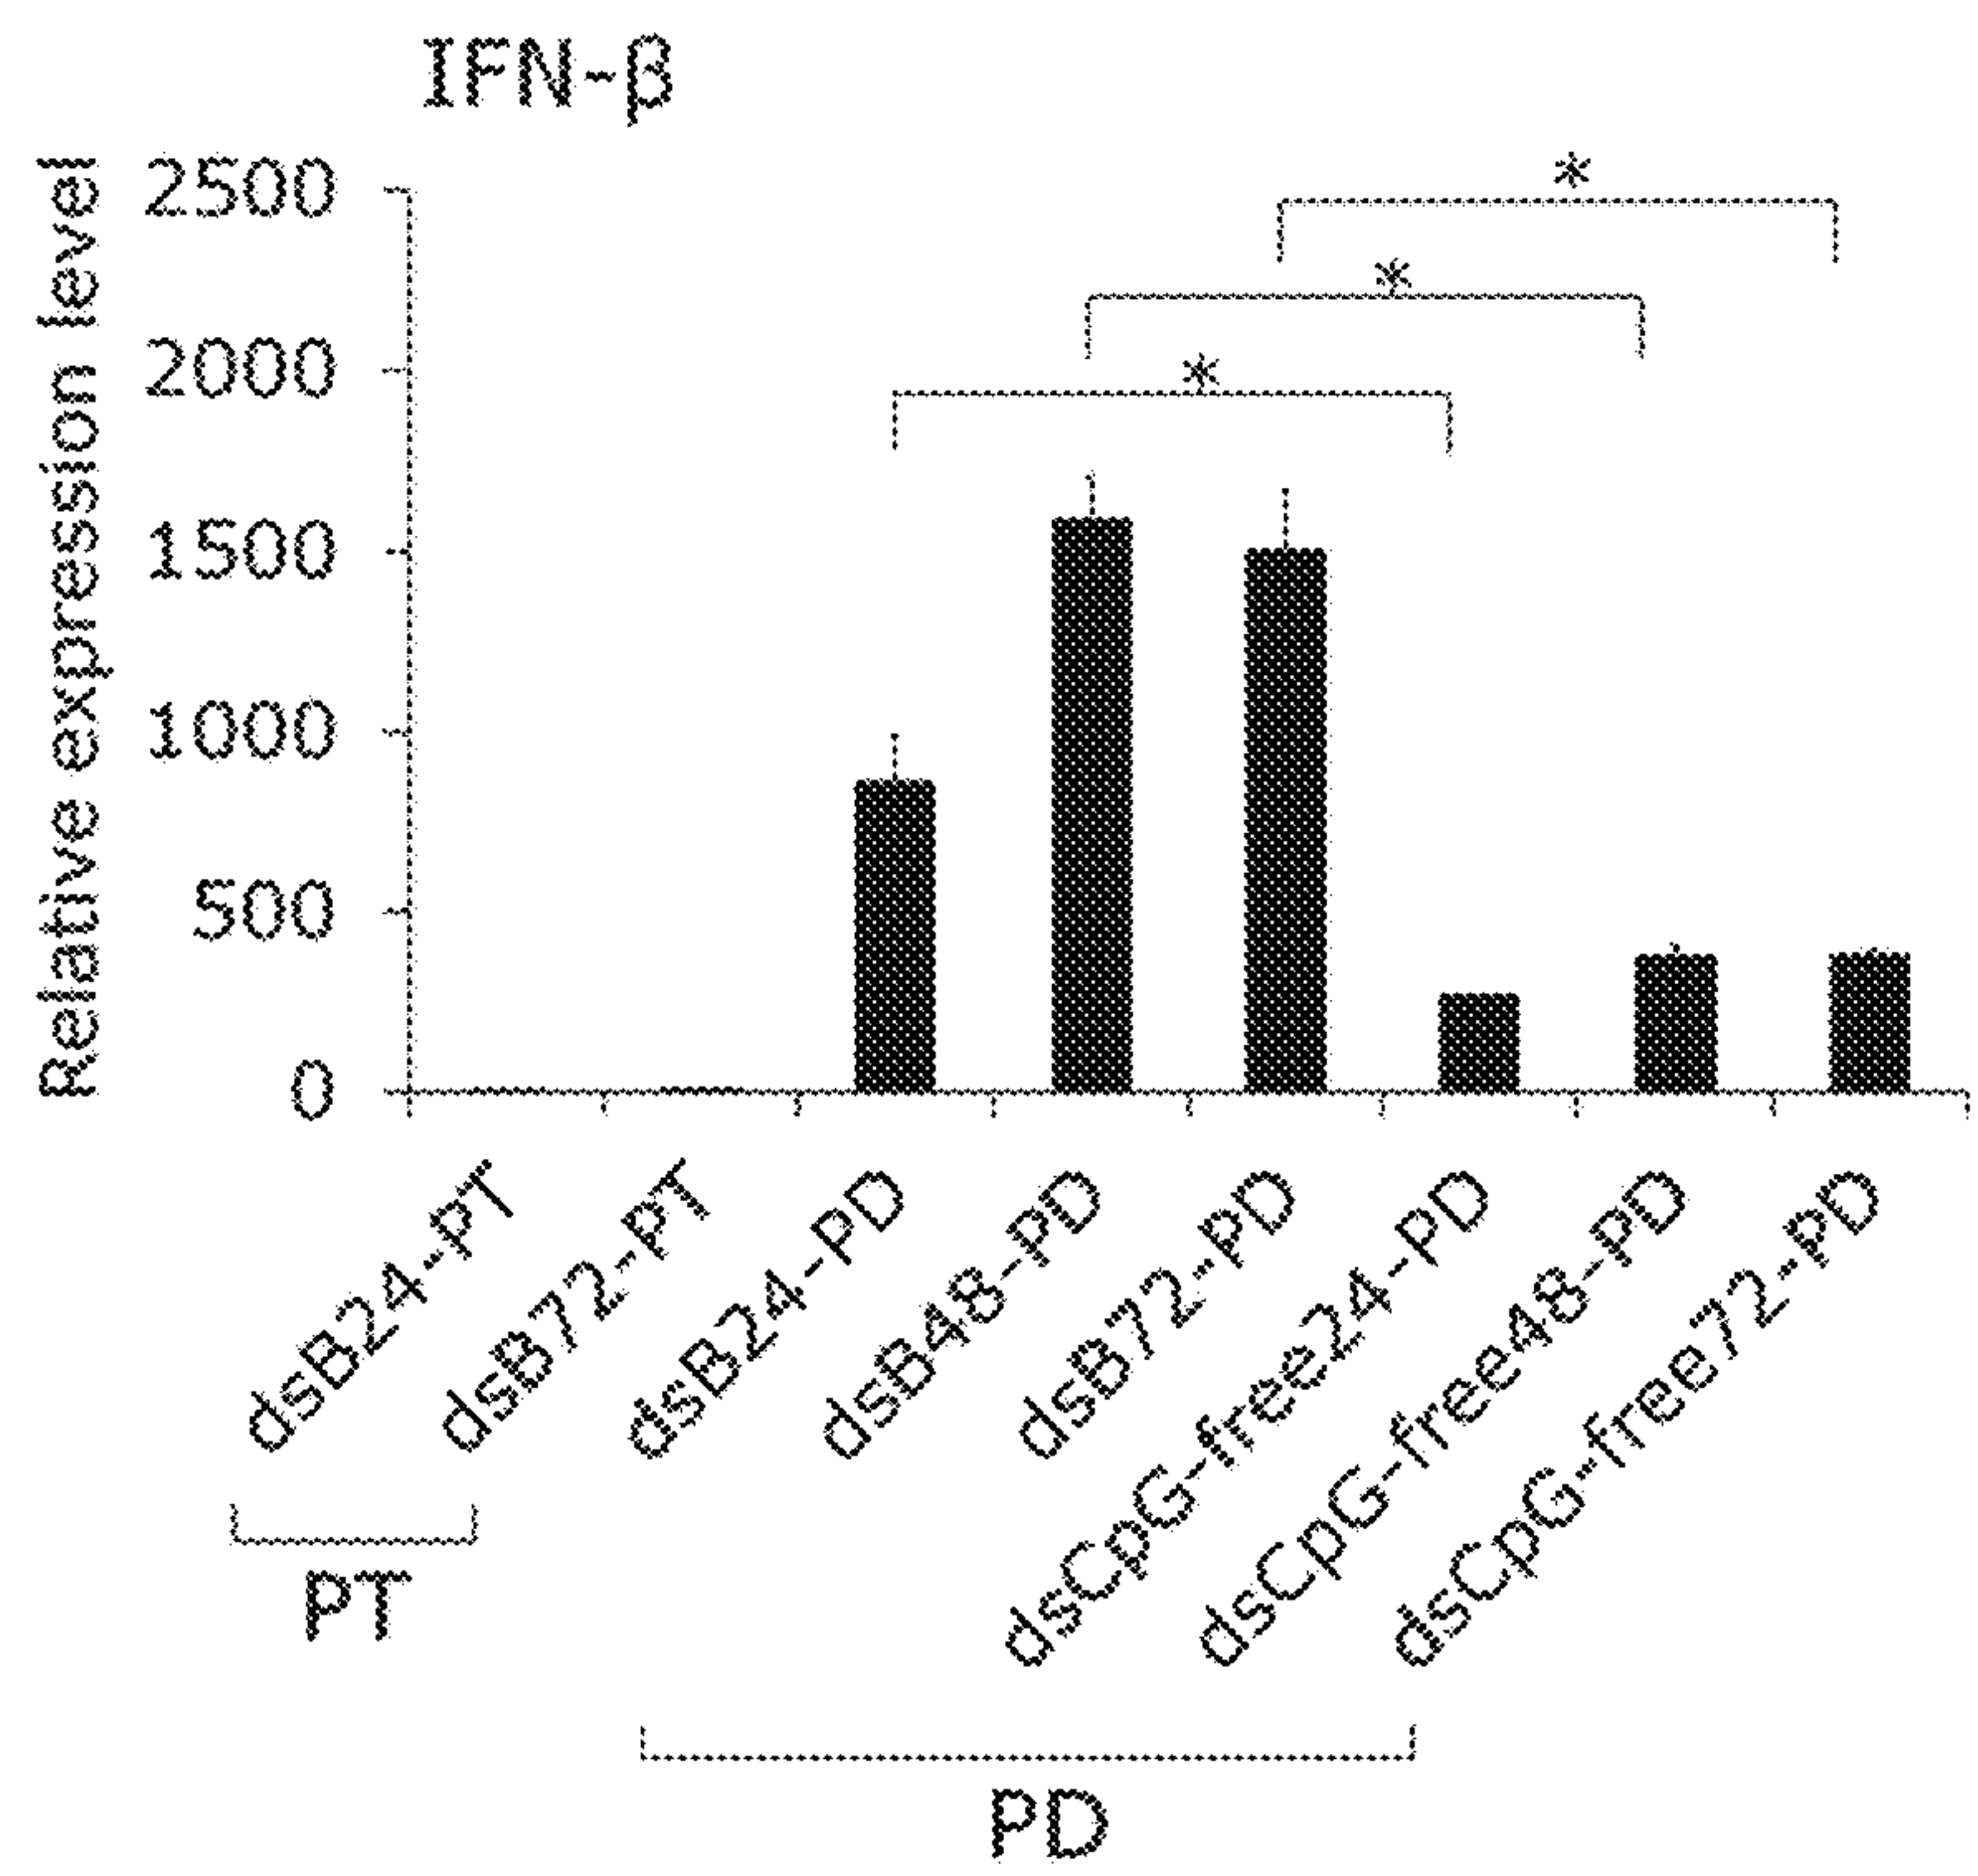 IFN-β
Relative expression level
2500
2000
1500
1000
500
0
*
*
*
dsB24-PT
dsB72-PT
dsB24-PD
dsB48-PD
dsB72-PD
dsCpG-free24-PD
dsCpG-free48-PD
dsCpG-free72-PD
PT
PD